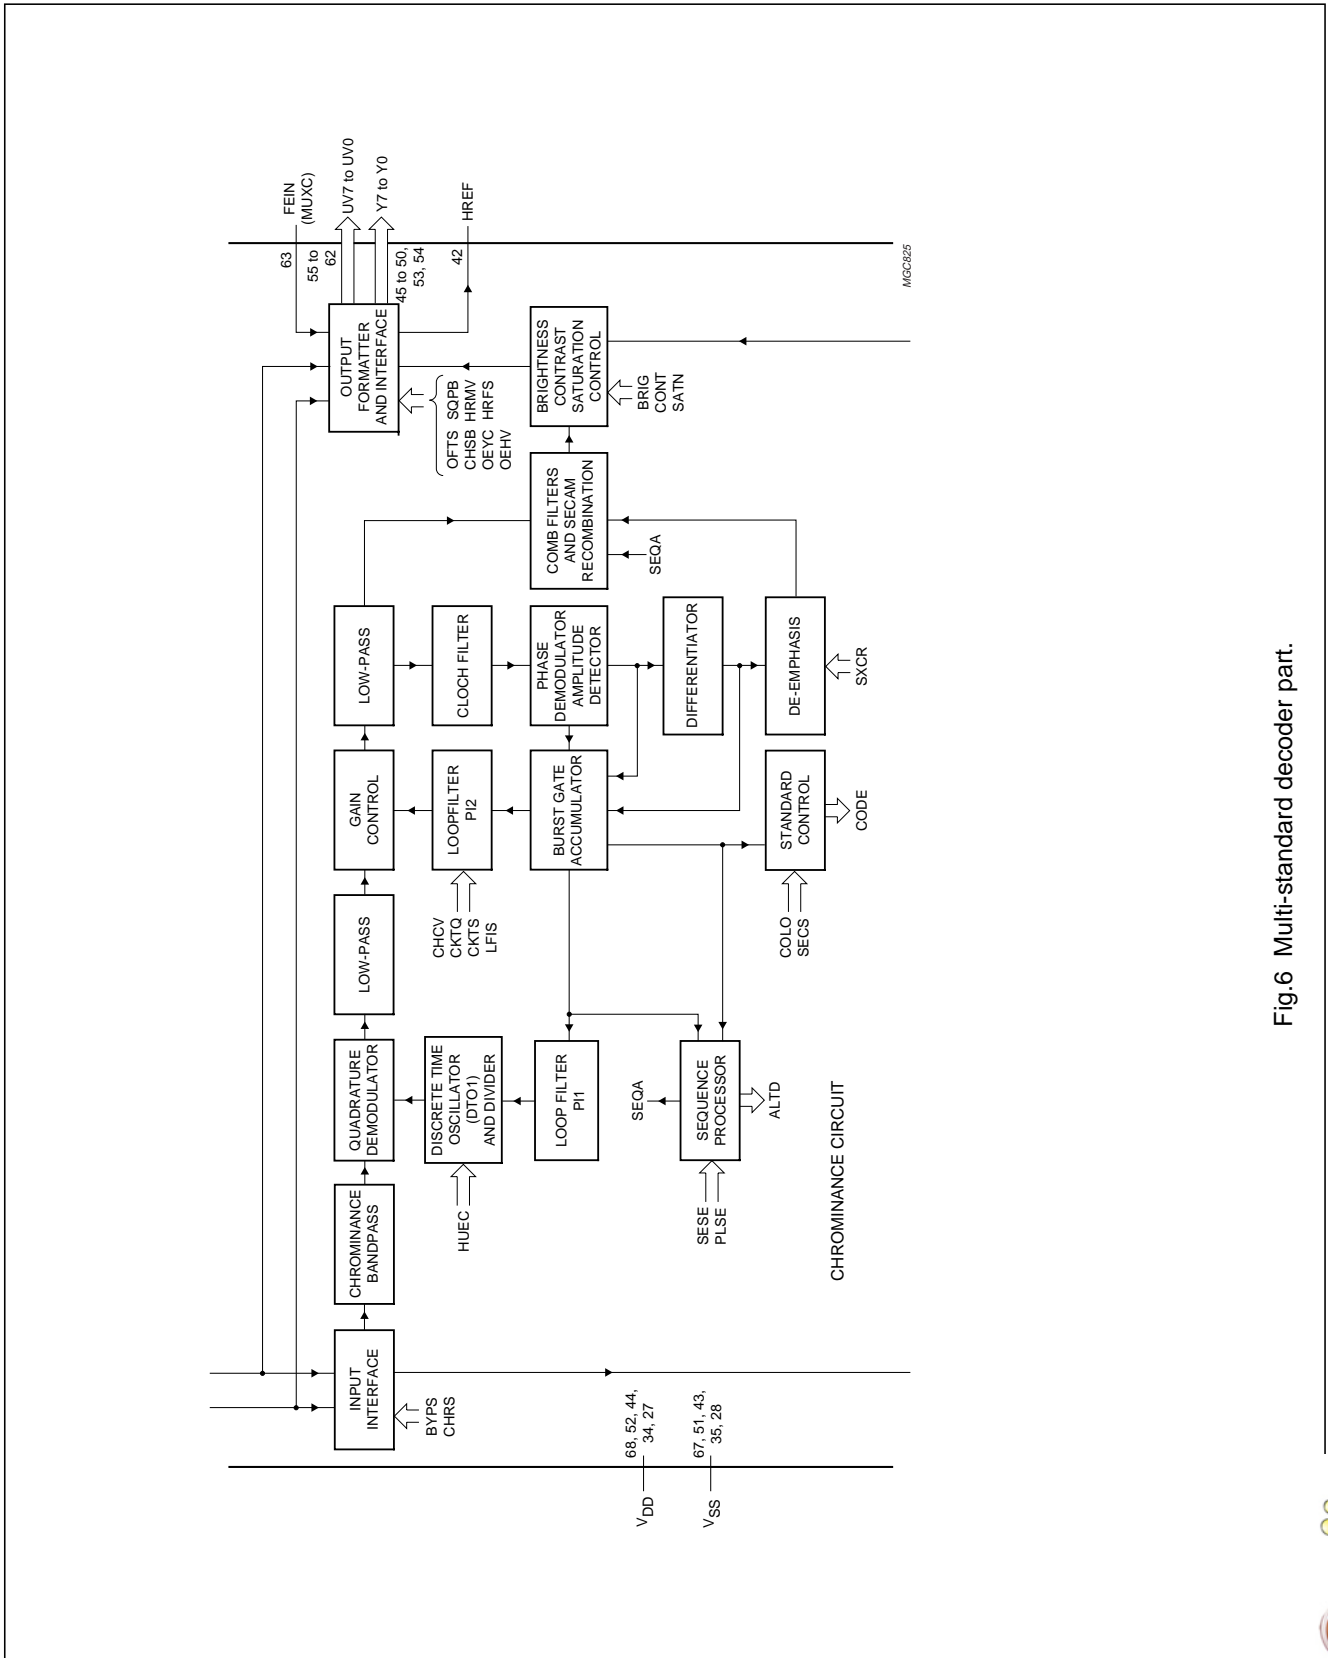 FEIN
(MUXC)
63
55 to
62
UV7 to UV0
Y7 to Y0
45 to 50,
53, 54
42
HREF
INPUT
INTERFACE
BYPS
CHRS
CHROMINANCE
BANDPASS
QUADRATURE
DEMODULATOR
LOW-PASS
GAIN
CONTROL
LOW-PASS
OUTPUT
FORMATTER
AND INTERFACE
OFTS SQPB
CHSB HRMV
OEYC HRFS
OEHV
DISCRETE TIME
OSCILLATOR
(DTO1)
AND DIVIDER
HUEC
LOOPFILTER
PI2
CHCV
CKTQ
CKTS
LFIS
CLOCH FILTER
LOOP FILTER
PI1
BURST GATE
ACCUMULATOR
PHASE
DEMODULATOR
AMPLITUDE
DETECTOR
COMB FILTERS
AND SECAM
RECOMBINATION
SEQA
BRIGHTNESS
CONTRAST
SATURATION
CONTROL
BRIG
CONT
SATN
SEQA
SEQUENCE
PROCESSOR
SESE
PLSE
ALTD
DIFFERENTIATOR
STANDARD
CONTROL
COLO
SECS
CODE
DE-EMPHASIS
SXCR
VDD
68, 52, 44,
34, 27
VSS
67, 51, 43,
35, 28
CHROMINANCE CIRCUIT
MGC825
Fig.6 Multi-standard decoder part.